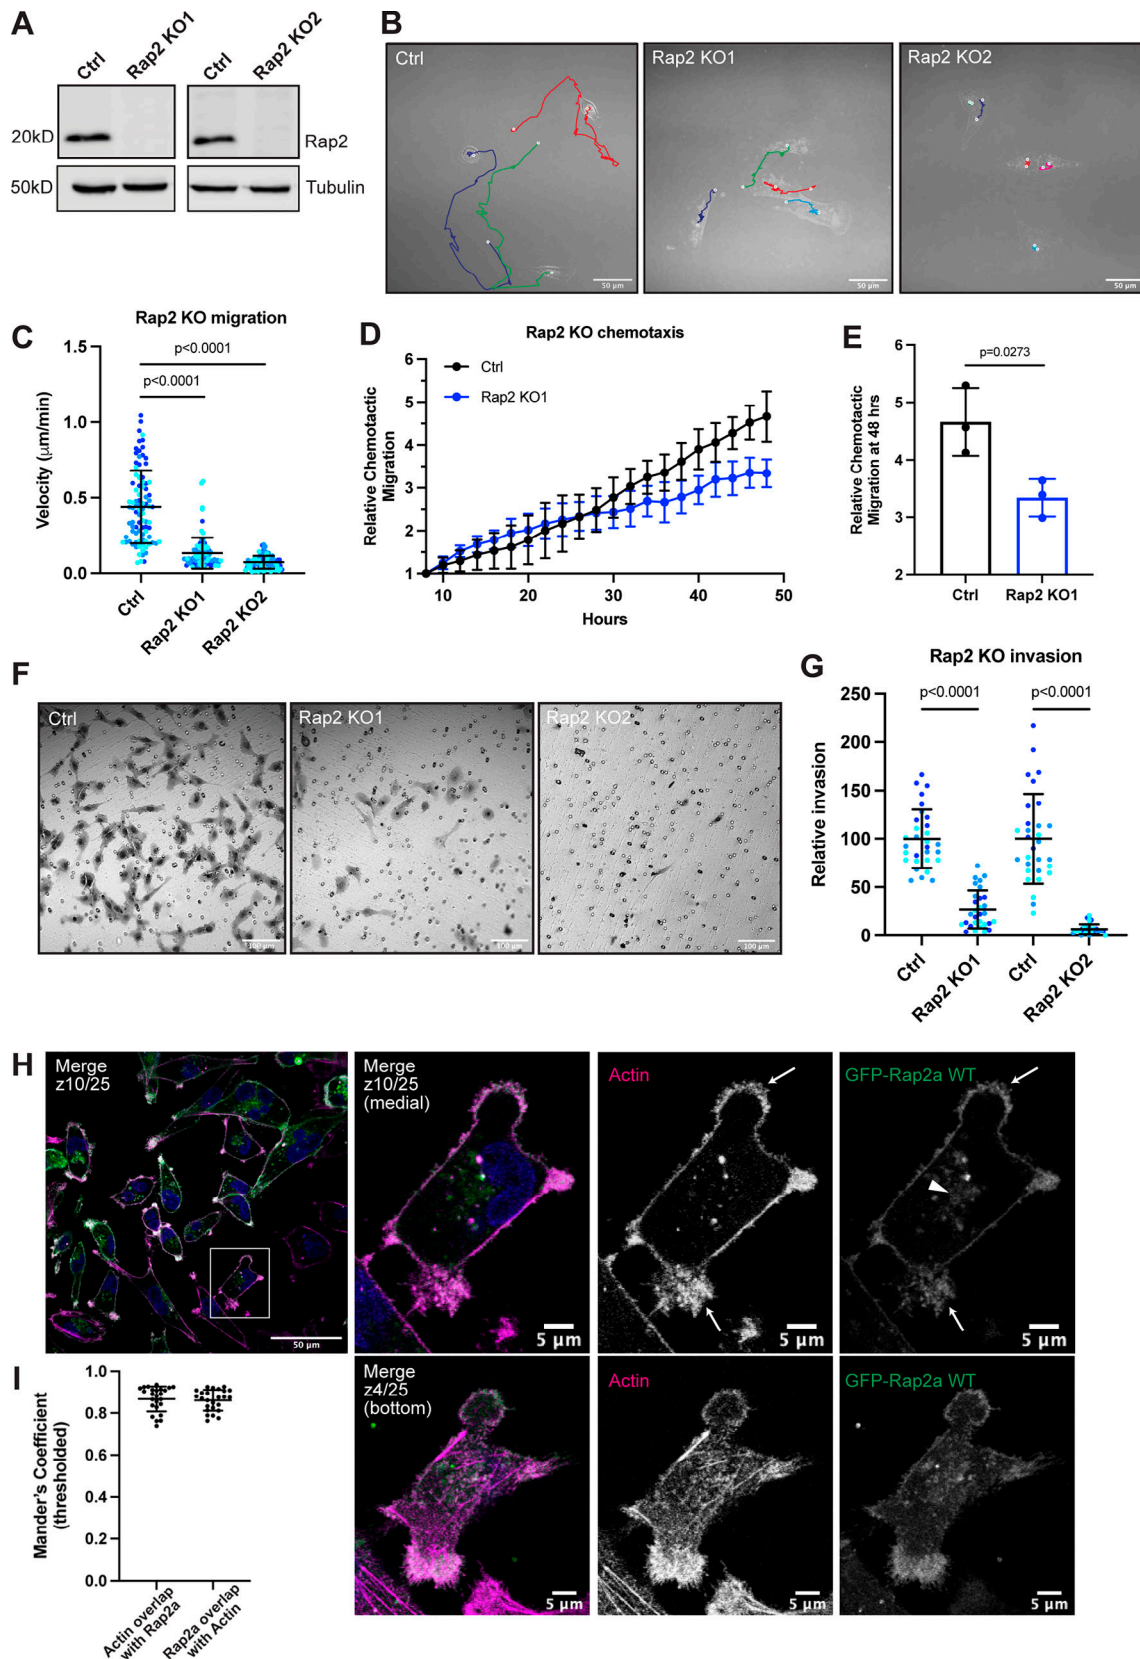 A
Ctrl
Rap2 KO1
Ctrl
Rap2 KO2
20kD
Rap2
50kD
Tubulin
B
Ctrl
50 µm
Rap2 KO1
50 µm
Rap2 KO2
50 µm
C
Rap2 KO migration
p<0.0001
p<0.0001
Velocity (µm/min)
1.5
1.0
0.5
0.0
Ctrl
Rap2 KO1
Rap2 KO2
D
Rap2 KO chemotaxis
Ctrl
Rap2 KO1
Relative Chemotactic
Migration
6
5
4
3
2
1
10
20
30
40
50
Hours
E
p=0.0273
Relative Chemotactic
Migration at 48 hrs
6
5
4
3
2
Ctrl
Rap2 KO1
F
Ctrl
100 µm
Rap2 KO1
100 µm
Rap2 KO2
100 µm
G
Rap2 KO invasion
p<0.0001
p<0.0001
Relative invasion
250
200
150
100
50
0
Ctrl
Rap2 KO1
Ctrl
Rap2 KO2
H
Merge
z10/25
50 µm
Merge
z10/25
(medial)
5 µm
Actin
5 µm
GFP-Rap2a WT
5 µm
Merge
z4/25
(bottom)
5 µm
Actin
5 µm
GFP-Rap2a WT
5 µm
I
Mander's Coefficient
(thresholded)
1.0
0.8
0.6
0.4
0.2
0.0
Actin overlap
with Rap2a
Rap2a overlap
with Actin